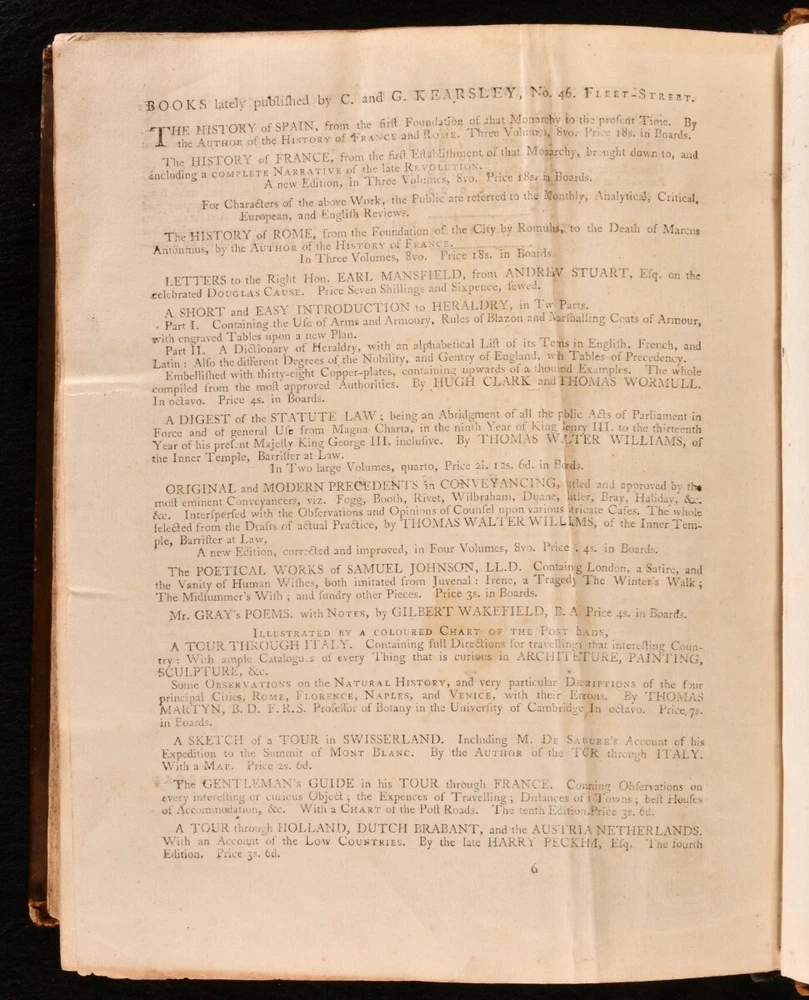 BOOKS lately publiſhed by C. and G. KEARSLEY, No. 46. FLEET-STREET.
THE HISTORY of SPAIN, from the firſt Foundation of that Monarchy to the preſent Time. By
the AUTHOR of the HISTORY of FRANCE and ROME. Three Volumes, 8vo. Price 18s. in Boards.
The HISTORY of FRANCE, from the firſt Eſtabliſhment of that Monarchy, brought down to, and
including a COMPLETE NARRATIVE of the late REVOLUTION.
A new Edition, in Three Volumes, 8vo. Price 18s. in Boards.
For Characters of the above Work, the Public are referred to the Monthly, Analytical, Critical,
European, and Engliſh Reviews.
The HISTORY of ROME, from the Foundation of the City by Romulus, to the Death of Marcus
Antoninus, by the AUTHOR of the HISTORY of FRANCE.
In Three Volumes, 8vo. Price 18s. in Boards
LETTERS to the Right Hon. EARL MANSFIELD, from ANDREW STUART, Eſq. on the
celebrated DOUGLAS CAUSE. Price Seven Shillings and Sixpence, ſewed.
A SHORT and EASY INTRODUCTION to HERALDRY, in Tw Parts.
Part I. Containing the Uſe of Arms and Armoury, Rules of Blazon and Marſhalling Coats of Armour,
with engraved Tables upon a new Plan.
Part II. A Dictionary of Heraldry, with an alphabetical Liſt of its Tems in Engliſh, French, and
Latin: Alſo the different Degrees of the Nobility, and Gentry of England, wh Tables of Precedency.
Embelliſhed with thirty-eight Copper-plates, containing upwards of a thouſnd Examples. The whole
compiled from the moſt approved Authorities. By HUGH CLARK and THOMAS WORMULL.
In octavo. Price 4s. in Boards.
A DIGEST of the STATUTE LAW; being an Abridgment of all the pblic Acts of Parliament in
Force and of general Uſe from Magna Charta, in the ninth Year of King Henry III. to the thirteenth
Year of his preſent Majeſty King George III. incluſive. By THOMAS WALTER WILLIAMS, of
the Inner Temple, Barriſter at Law.
In Two large Volumes, quarto, Price 2l. 12s. 6d. in Bords.
ORIGINAL and MODERN PRECEDENTS in CONVEYANCING, ttled and approved by the
moſt eminent Conveyancers, viz. Fogg, Booth, Rivet, Wilbraham, Duane, Bray, Haliday, &c.
&c. Interſperſed with the Obſervations and Opinions of Counſel upon various tricate Caſes. The whole
ſelected from the Drafts of actual Practice, by THOMAS WALTER WILLIMS, of the Inner Tem-
ple, Barriſter at Law.
A new Edition, corrected and improved, in Four Volumes, 8vo. Price 4s. in Boards.
The POETICAL WORKS of SAMUEL JOHNSON, LL.D. Containg London, a Satire, and
the Vanity of Human Wiſhes, both imitated from Juvenal: Irene, a Tragedy The Winter's Walk;
The Midſummer's Wiſh; and ſundry other Pieces. Price 3s. in Boards.
Mr. GRAY's POEMS. with NOTES, by GILBERT WAKEFIELD, B. A Price 4s. in Boards.
ILLUSTRATED BY A COLOURED CHART OF THE POST ADS,
A TOUR THROUGH ITALY. Containing full Directions for travelling that intereſting Coun-
try: With ample Catalogues of every Thing that is curious in ARCHITETURE, PAINTING,
SCULPTURE, &c.
Some OBSERVATIONS on the NATURAL HISTORY, and very particular DESRIPTIONS of the four
principal Cities, ROME, FLORENCE, NAPLES, and VENICE, with their Environs. By THOMAS
MARTYN, B. D. F.R.S. Profeſſor of Botany in the Univerſity of Cambridge In octavo. Price 7s.
in Boards.
A SKETCH of a TOUR in SWISSERLAND. Including M. DE SAUURE's Account of his
Expedition to the Summit of MONT BLANC. By the AUTHOR of the TOUR through ITALY.
With a MAP. Price 2s. 6d.
The GENTLEMAN's GUIDE in his TOUR through FRANCE. Conning Obſervations on
every intereſting or curious Object; the Expences of Travelling; Diſtances of Towns; beſt Houſes
of Accommodation, &c. With a CHART of the Poſt Roads. The tenth Edition. Price 3s. 6d.
A TOUR through HOLLAND, DUTCH BRABANT, and the AUSTRIA NETHERLANDS.
With an Account of the LOW COUNTRIES. By the late HARRY PECKHM, Eſq. The fourth
Edition. Price 3s. 6d.
6